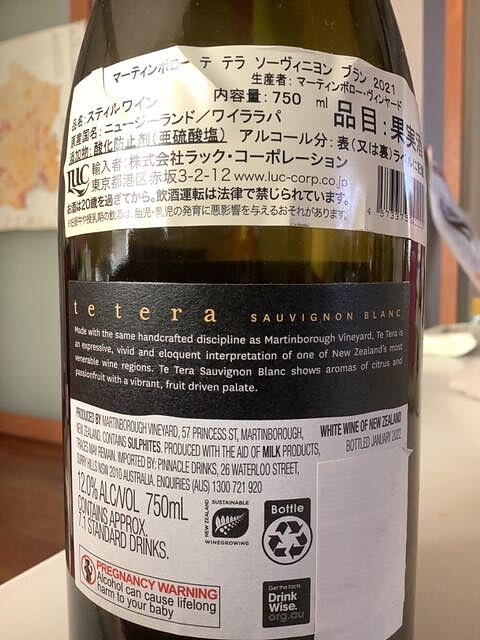 マーティンボロー テ テラ ソーヴィニヨン ブラン 2021
生産者: マーティンボロー・ヴィンヤード
品名:スティルワイン 内容量:750 ml 品目:果実酒
原産国名:ニュージーランド/ワイララパ
添加物:酸化防止剤(亜硫酸塩) アルコール分:表(又は裏)ラベルに記載
LUC 輸入者:株式会社ラック・コーポレーション
東京都港区赤坂3-2-12 www.luc-corp.co.jp
お酒は20歳を過ぎてから。飲酒運転は法律で禁じられています。
妊娠中や授乳期の飲酒は、胎児・乳児の発育に悪影響を与えるおそれがあります。
te tera SAUVIGNON BLANC
Made with the same handcrafted discipline as Martinborough Vineyard, Te Tera is
an expressive, vivid and eloquent interpretation of one of New Zealand's most
venerable wine regions. Te Tera Sauvignon Blanc shows aromas of citrus and
passionfruit with a vibrant, fruit driven palate.
PRODUCED BY MARTINBOROUGH VINEYARD, 57 PRINCESS ST, MARTINBOROUGH,
NEW ZEALAND. CONTAINS SULPHITES. PRODUCED WITH THE AID OF MILK PRODUCTS,
TRACES MAY REMAIN. IMPORTED BY: PINNACLE DRINKS, 26 WATERLOO STREET,
SURRY HILLS NSW 2010 AUSTRALIA. ENQUIRIES (AUS) 1300 721 920
WHITE WINE OF NEW ZEALAND
BOTTLED JANUARY 2022
12.0% ALC/VOL 750mL
CONTAINS APPROX.
7.1 STANDARD DRINKS.
NEW ZEALAND
SUSTAINABLE
WINEGROWING
Bottle
PREGNANCY WARNING
Alcohol can cause lifelong
harm to your baby
Get the facts
Drink
Wise.
org.au